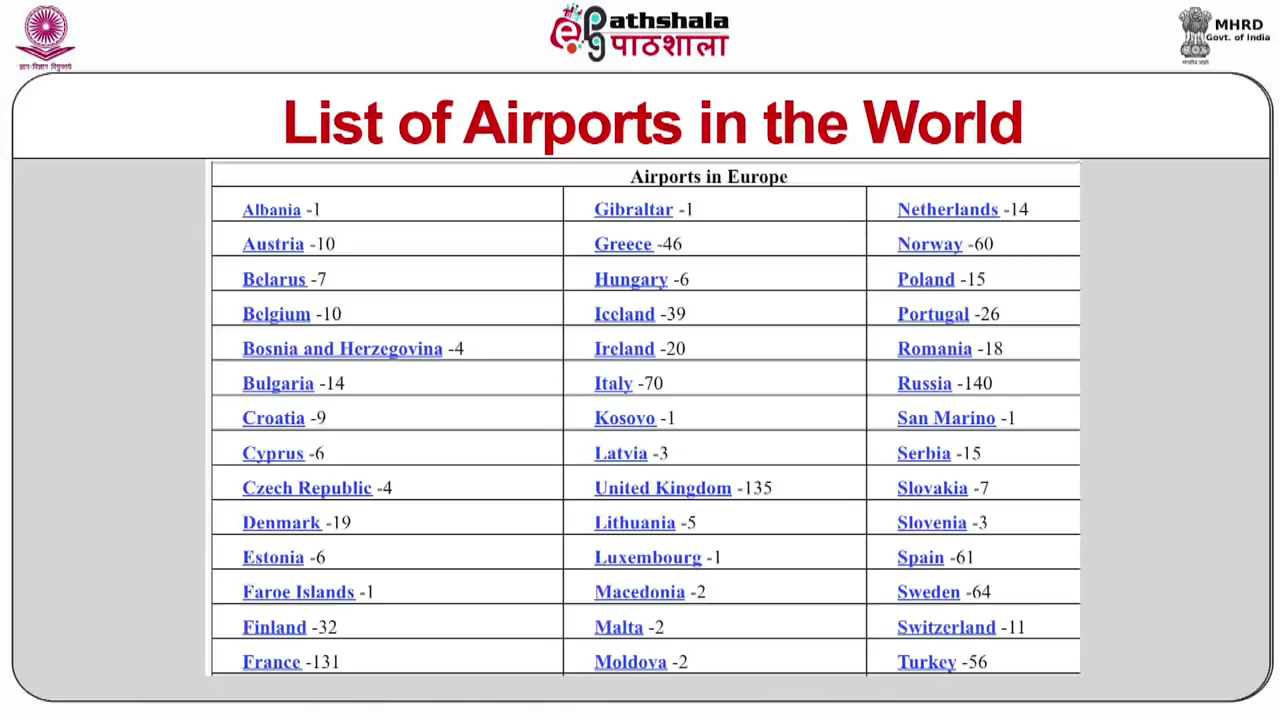 ज्ञान-विज्ञान विमुक्तये
Pathshala
पाठशाला
MHRD
Govt. of India
सत्यमेव जयते
List of Airports in the World
Airports in Europe
Albania -1 Gibraltar -1 Netherlands -14
Austria -10 Greece -46 Norway -60
Belarus -7 Hungary -6 Poland -15
Belgium -10 Iceland -39 Portugal -26
Bosnia and Herzegovina -4 Ireland -20 Romania -18
Bulgaria -14 Italy -70 Russia -140
Croatia -9 Kosovo -1 San Marino -1
Cyprus -6 Latvia -3 Serbia -15
Czech Republic -4 United Kingdom -135 Slovakia -7
Denmark -19 Lithuania -5 Slovenia -3
Estonia -6 Luxembourg -1 Spain -61
Faroe Islands -1 Macedonia -2 Sweden -64
Finland -32 Malta -2 Switzerland -11
France -131 Moldova -2 Turkey -56